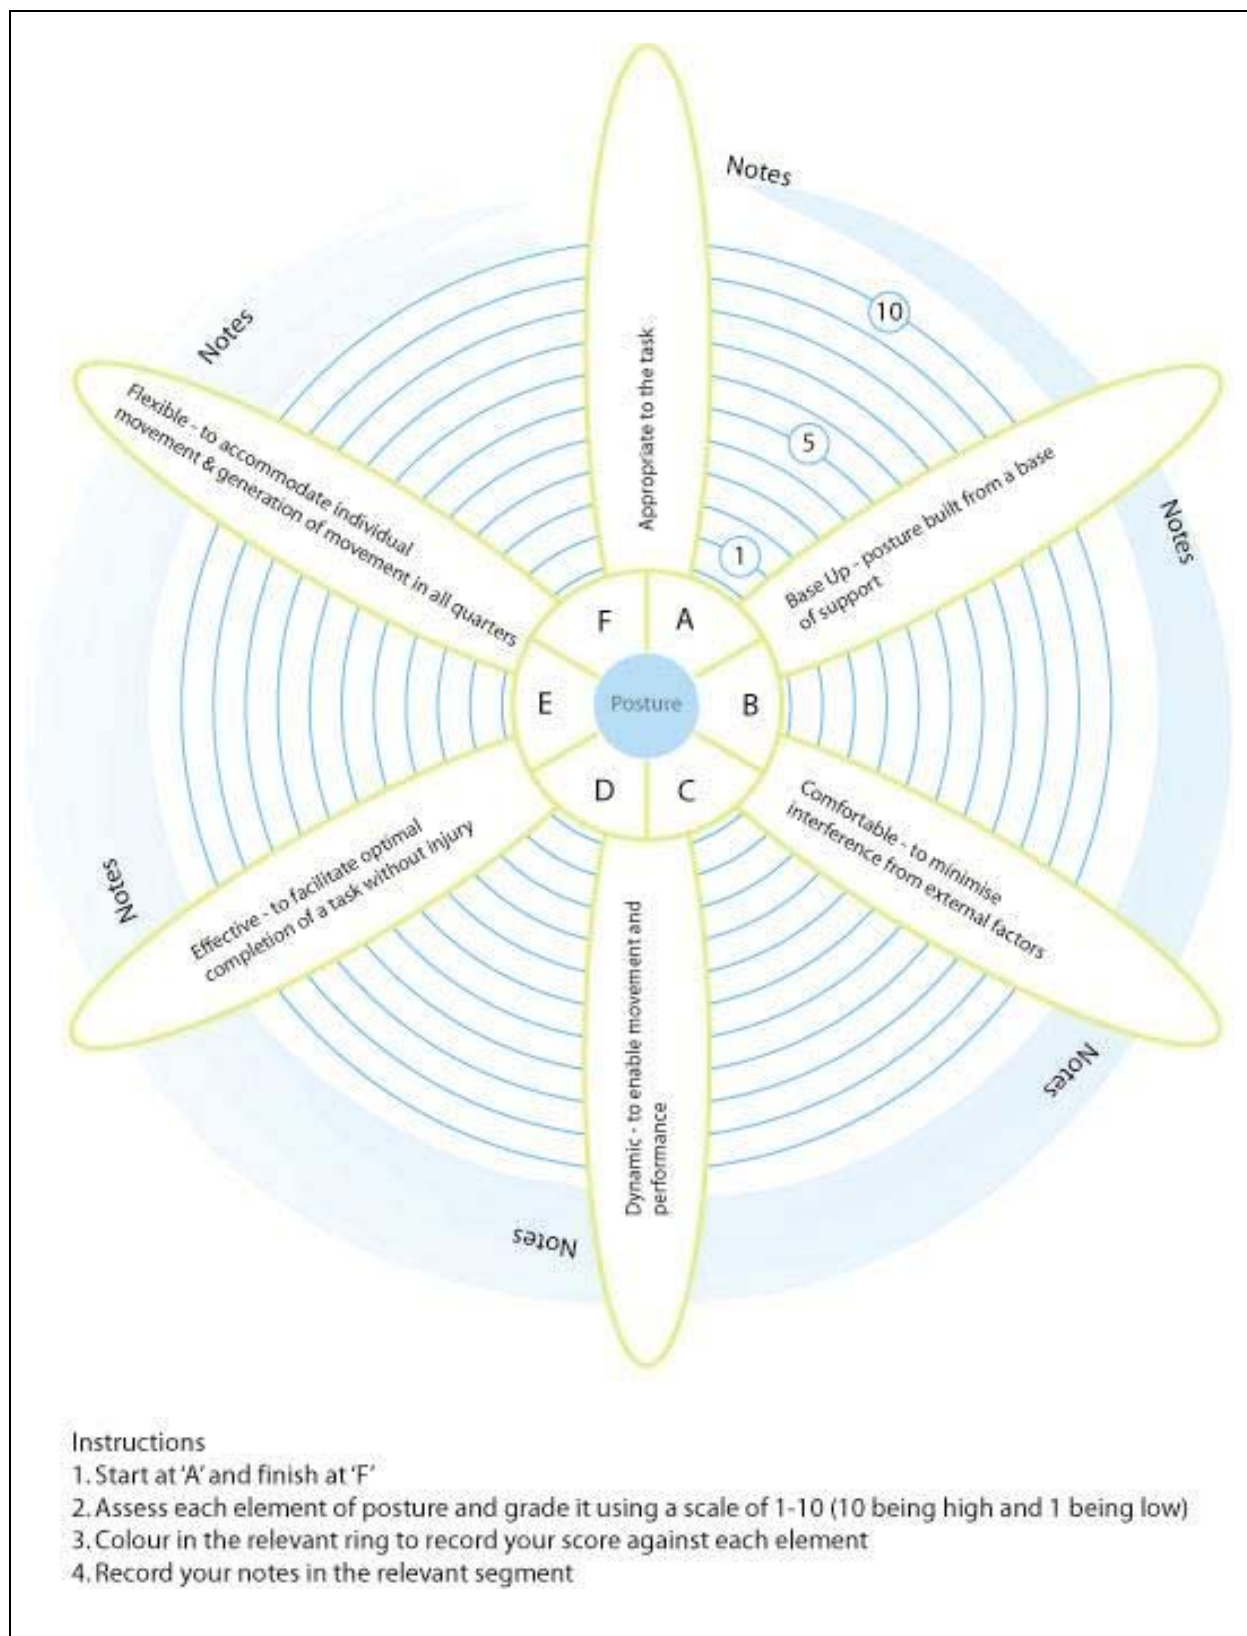 Notes
10
5
1
Appropriate to the task
Notes
Base Up - posture built from a base
of support
Notes
Comfortable - to minimise
interference from external factors
Notes
Dynamic - to enable movement and
performance
Notes
Effective - to facilitate optimal
completion of a task without injury
Notes
Flexible - to accommodate individual
movement & generation of movement in all quarters
F A
E Posture B
D C
Instructions
1. Start at ‘A’ and finish at ‘F’
2. Assess each element of posture and grade it using a scale of 1-10 (10 being high and 1 being low)
3. Colour in the relevant ring to record your score against each element
4. Record your notes in the relevant segment